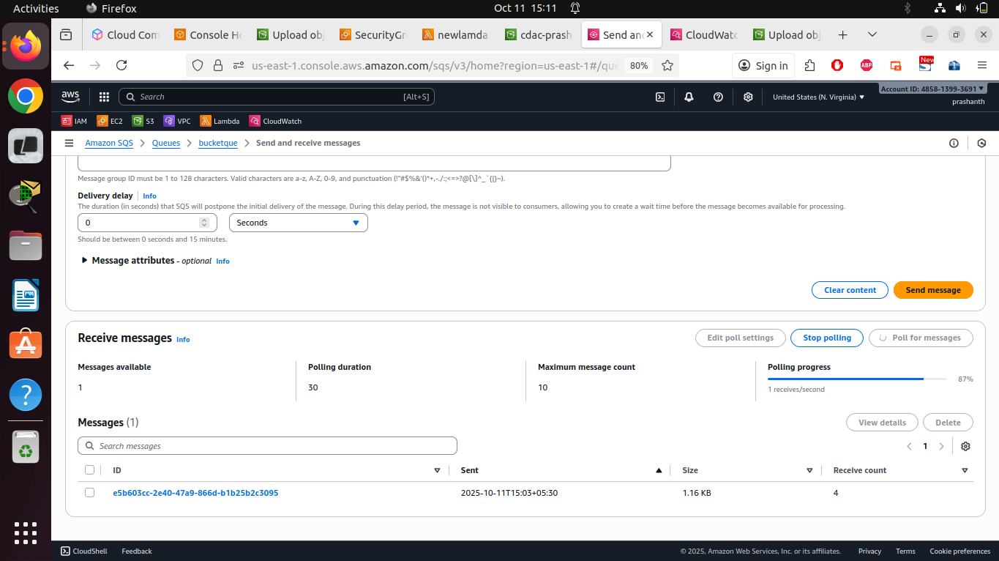 Activities Firefox Oct 11 15:11
Cloud Com Console Ho Upload obj SecurityGr newlamda cdac-prash Send and CloudWatc Upload obj
us-east-1.console.aws.amazon.com/sqs/v3/home?region=us-east-1#/que 80% Sign in ABP New
aws Search [Alt+S] United States (N. Virginia) Account ID: 4858-1399-3691
prashanth
IAM EC2 S3 VPC Lambda CloudWatch
Amazon SQS Queues bucketque Send and receive messages
Message group ID must be 1 to 128 characters. Valid characters are a-z, A-Z, 0-9, and punctuation (!"#$%&'()*+,-./:;<=>?@[\]^_`{|}~).
Delivery delay Info
The duration (in seconds) that SQS will postpone the initial delivery of the message. During this delay period, the message is not visible to consumers, allowing you to create a wait time before the message becomes available for processing.
0 Seconds
Should be between 0 seconds and 15 minutes.
Message attributes - optional Info
Clear content Send message
Receive messages Info Edit poll settings Stop polling Poll for messages
Messages available Polling duration Maximum message count Polling progress
1 30 10 87%
1 receives/second
Messages (1) View details Delete
Search messages 1
ID Sent Size Receive count
e5b603cc-2e40-47a9-866d-b1b25b2c3095 2025-10-11T15:03+05:30 1.16 KB 4
CloudShell Feedback © 2025, Amazon Web Services, Inc. or its affiliates. Privacy Terms Cookie preferences